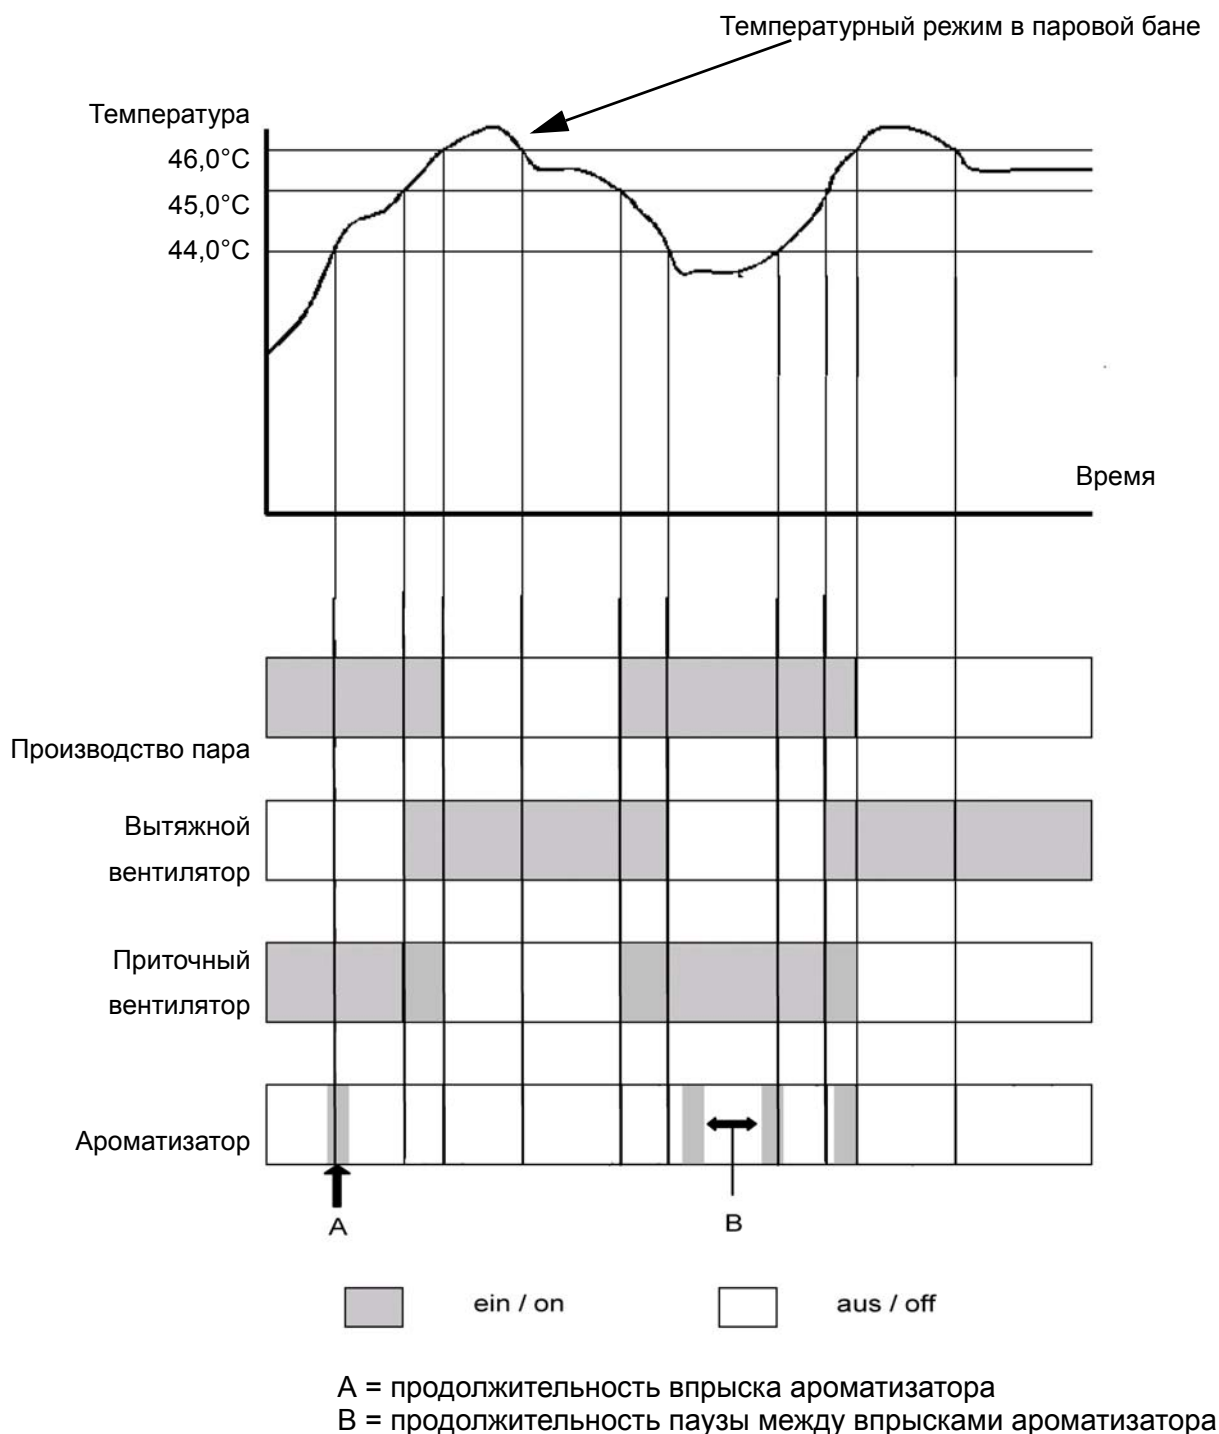 Температурный режим в паровой бане
Температура
46,0°C
45,0°C
44,0°C
Время
Производство пара
Вытяжной
вентилятор
Приточный
вентилятор
Ароматизатор
A
B
ein / on
aus / off
A = продолжительность впрыска ароматизатора
B = продолжительность паузы между впрысками ароматизатора